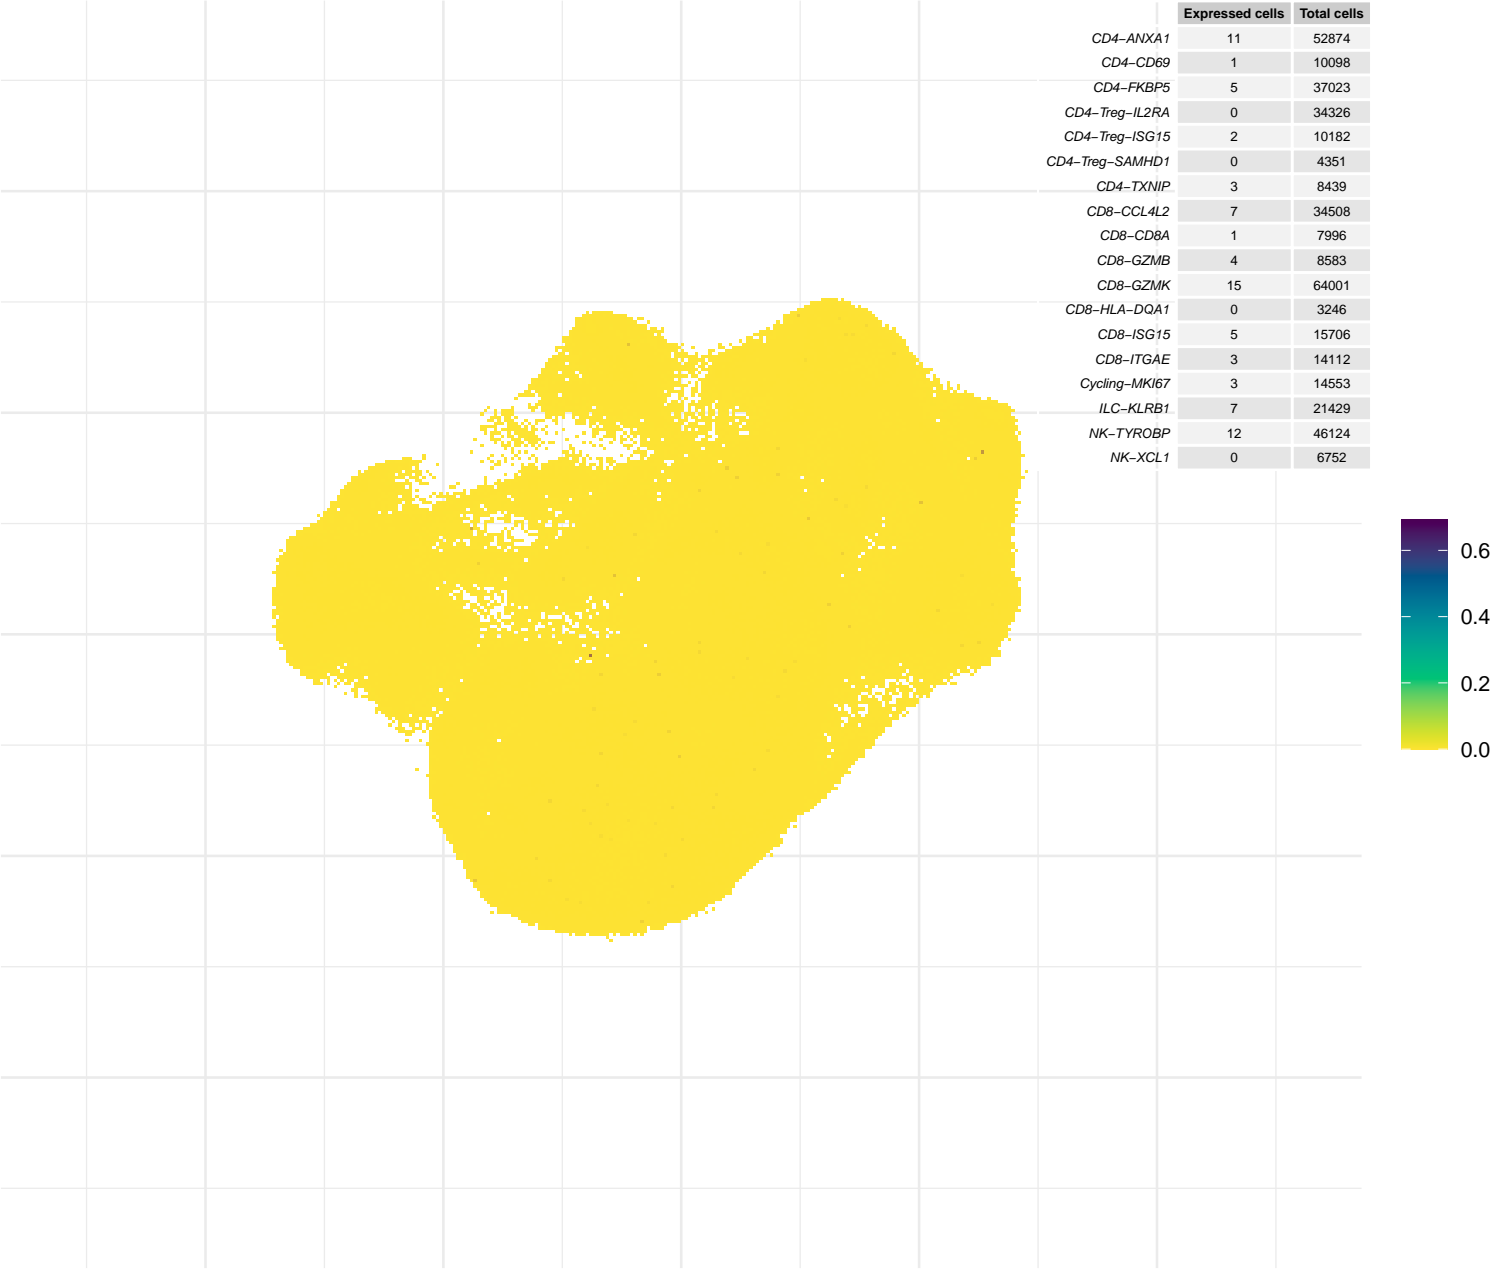 Expressed cells Total cells
CD4−ANXA1 11 52874
CD4−CD69 1 10098
CD4−FKBP5 5 37023
CD4−Treg−IL2RA 0 34326
CD4−Treg−ISG15 2 10182
CD4−Treg−SAMHD1 0 4351
CD4−TXNIP 3 8439
CD8−CCL4L2 7 34508
CD8−CD8A 1 7996
CD8−GZMB 4 8583
CD8−GZMK 15 64001
CD8−HLA−DQA1 0 3246
CD8−ISG15 5 15706
CD8−ITGAE 3 14112
Cycling−MKI67 3 14553
ILC−KLRB1 7 21429
NK−TYROBP 12 46124
NK−XCL1 0 6752
0.6
0.4
0.2
0.0